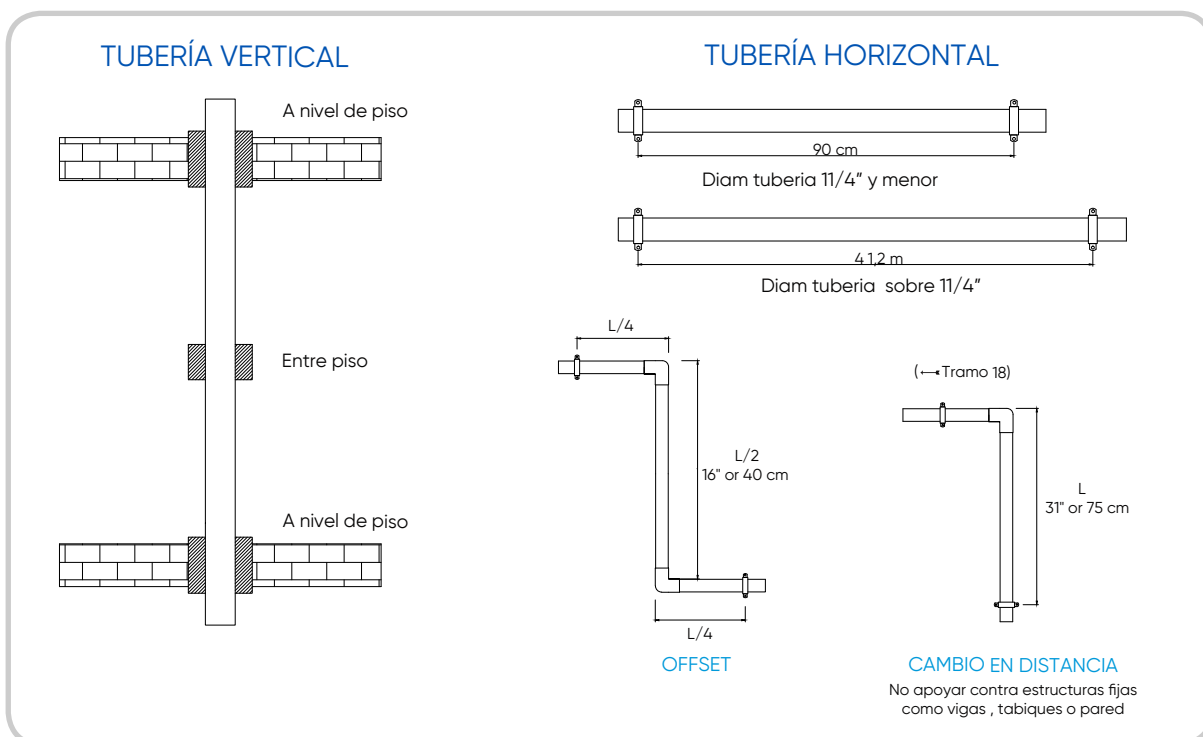 TUBERÍA VERTICAL
A nivel de piso
Entre piso
A nivel de piso
TUBERÍA HORIZONTAL
90 cm
Diam tuberia 11/4" y menor
4 1,2 m
Diam tuberia sobre 11/4"
L/4
L/2
16" or 40 cm
L/4
OFFSET
(Tramo 18)
L
31" or 75 cm
CAMBIO EN DISTANCIA
No apoyar contra estructuras fijas
como vigas , tabiques o pared